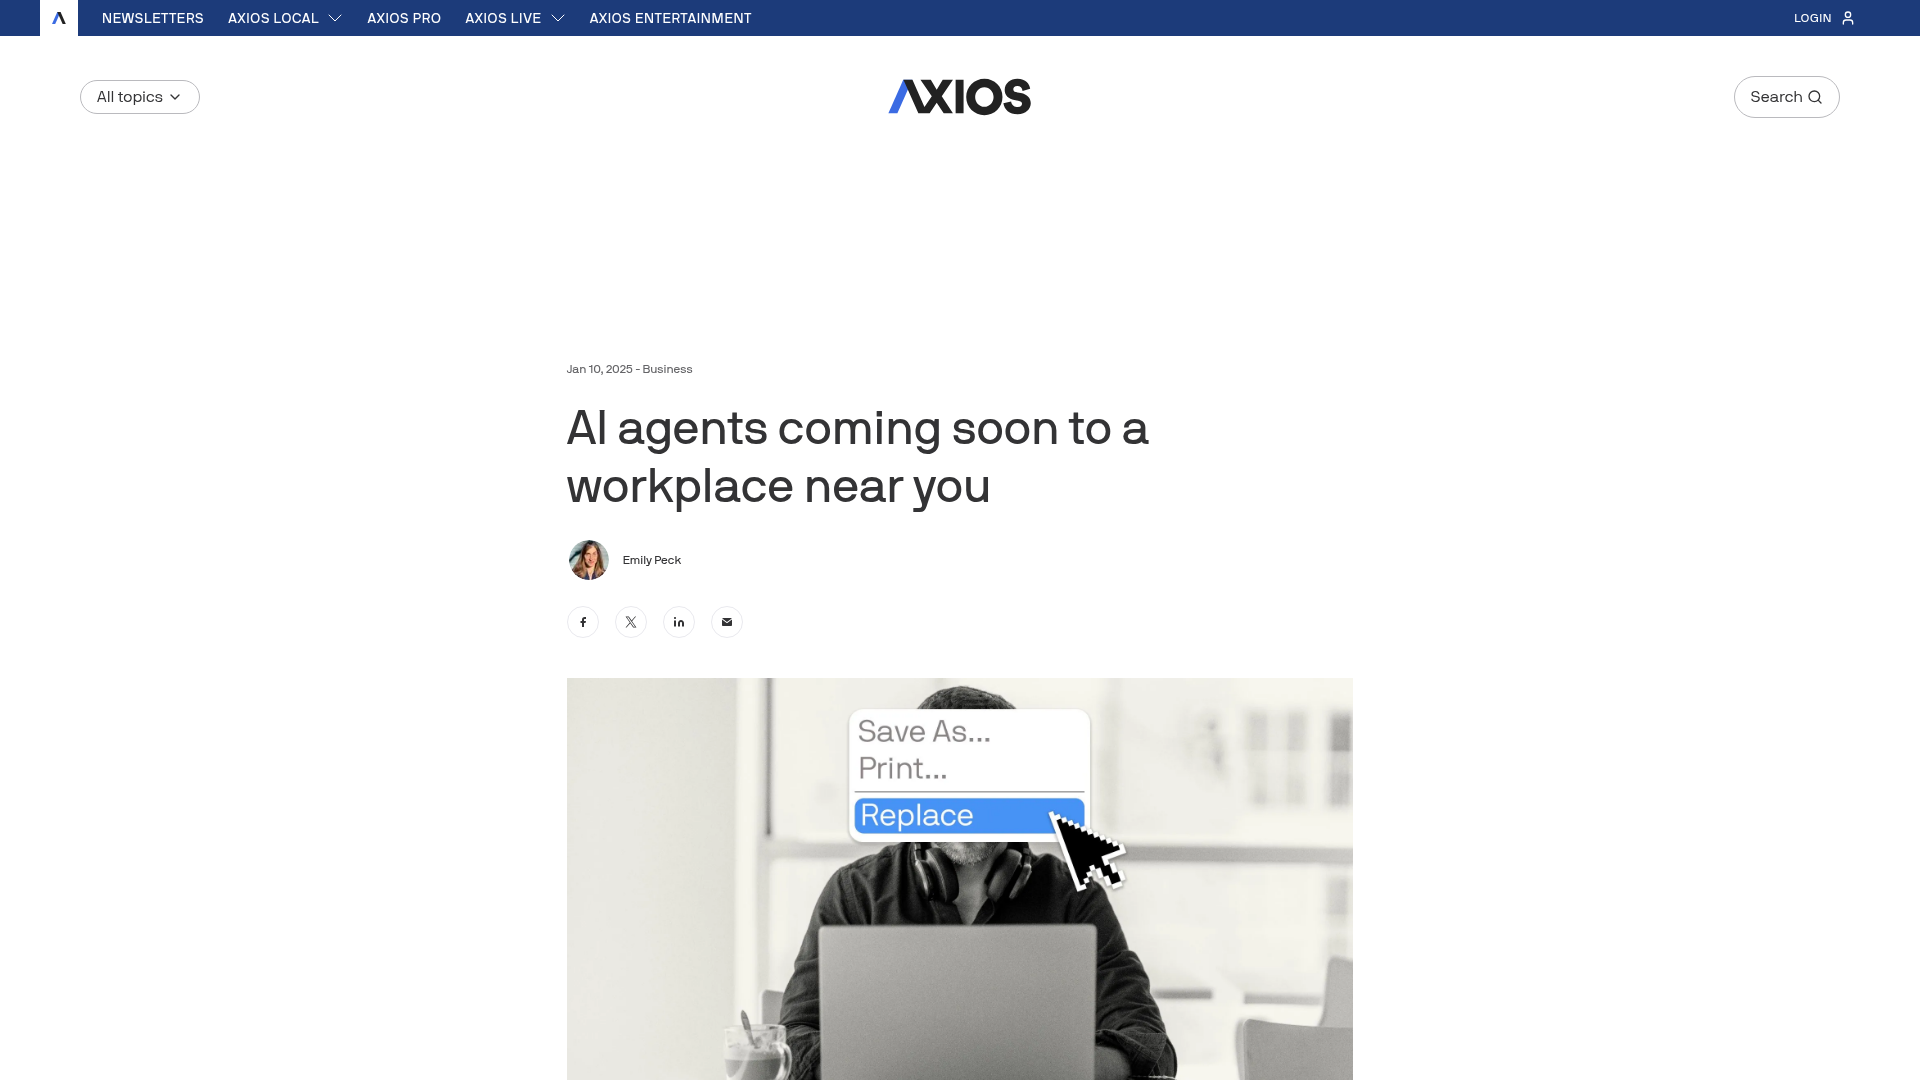 NEWSLETTERS AXIOS LOCAL AXIOS PRO AXIOS LIVE AXIOS ENTERTAINMENT LOGIN
All topics AXIOS Search
Jan 10, 2025 - Business
AI agents coming soon to a
workplace near you
Emily Peck
Save As...
Print...
Replace